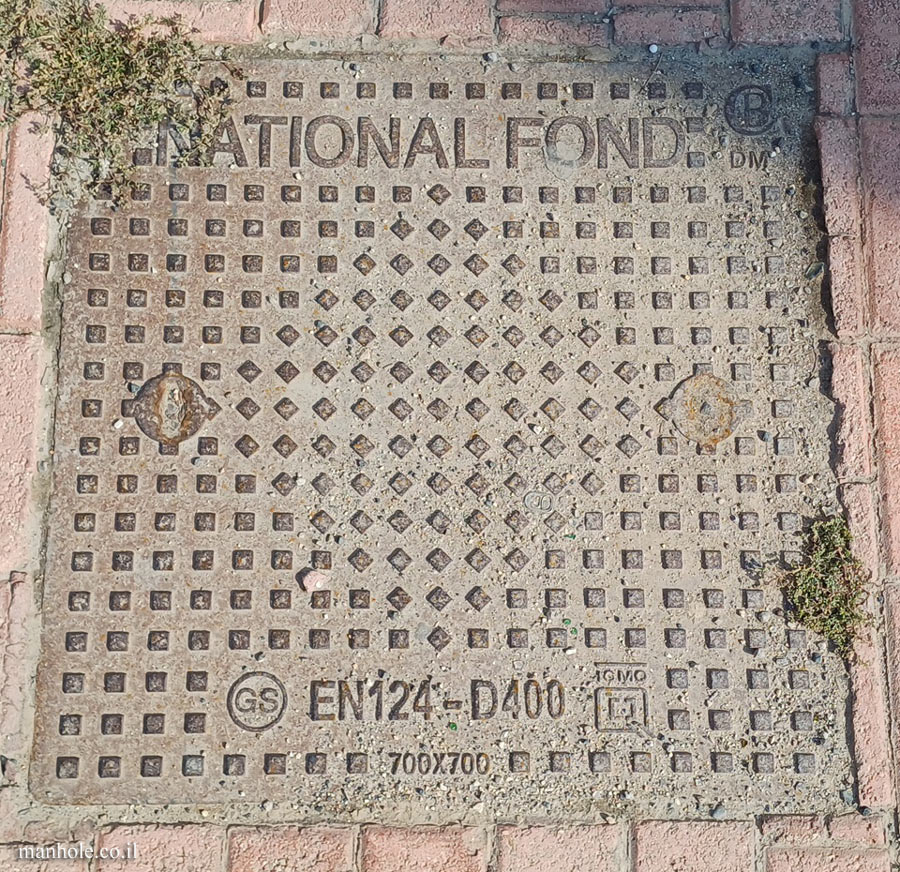 NATIONAL FOND
B
DM
GS EN124-D400
ICMQ
700X700
manhole.co.il